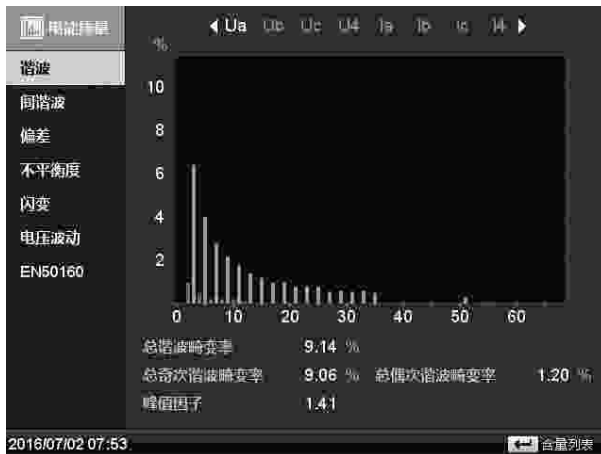 电能质量
Ua Ub Uc U4 Ia Ib Ic I4
%
谐波
间谐波
偏差
不平衡度
闪变
电压波动
EN50160
10
8
6
4
2
0 10 20 30 40 50 60
总谐波畸变率 9.14 %
总奇次谐波畸变率 9.06 % 总偶次谐波畸变率 1.20 %
峰值因子 1.41
2016/07/02 07:53 含量列表